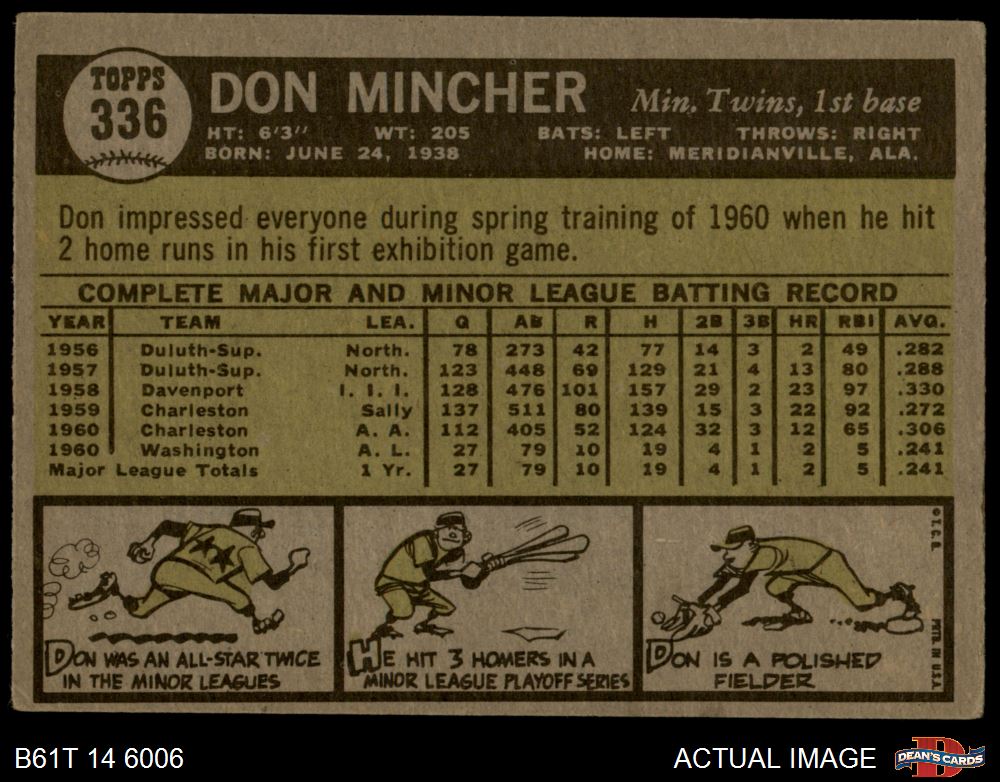 TOPPS
336
DON MINCHER
Min. Twins, 1st base
HT: 6'3" WT: 205 BATS: LEFT THROWS: RIGHT
BORN: JUNE 24, 1938 HOME: MERIDIANVILLE, ALA.
Don impressed everyone during spring training of 1960 when he hit
2 home runs in his first exhibition game.
COMPLETE MAJOR AND MINOR LEAGUE BATTING RECORD
YEAR TEAM LEA. G AB R H 2B 3B HR RBI AVG.
1956 Duluth-Sup. North. 78 273 42 77 14 3 2 49 .282
1957 Duluth-Sup. North. 123 448 69 129 21 4 13 80 .288
1958 Davenport I. I. I. 128 476 101 157 29 2 23 97 .330
1959 Charleston Sally 137 511 80 139 15 3 22 92 .272
1960 Charleston A. A. 112 405 52 124 32 3 12 65 .306
1960 Washington A. L. 27 79 10 19 4 1 2 5 .241
Major League Totals 1 Yr. 27 79 10 19 4 1 2 5 .241
DON WAS AN ALL-STAR TWICE
IN THE MINOR LEAGUES
HE HIT 3 HOMERS IN A
MINOR LEAGUE PLAYOFF SERIES
DON IS A POLISHED
FIELDER
© T. C. G.
PRTD. IN U.S.A.
B61T 14 6006
ACTUAL IMAGE
D
DEAN'S CARDS